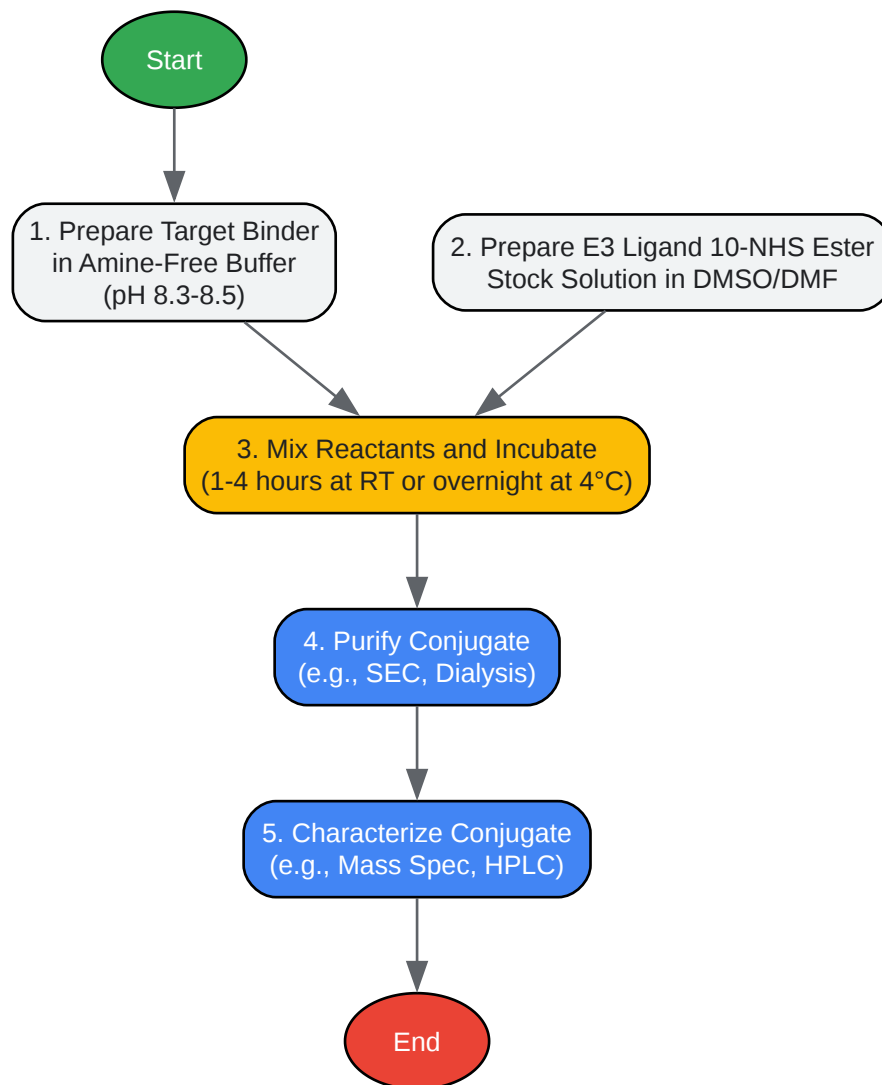 Start
1. Prepare Target Binder
in Amine-Free Buffer
(pH 8.3-8.5)
2. Prepare E3 Ligand 10-NHS Ester
Stock Solution in DMSO/DMF
3. Mix Reactants and Incubate
(1-4 hours at RT or overnight at 4°C)
4. Purify Conjugate
(e.g., SEC, Dialysis)
5. Characterize Conjugate
(e.g., Mass Spec, HPLC)
End